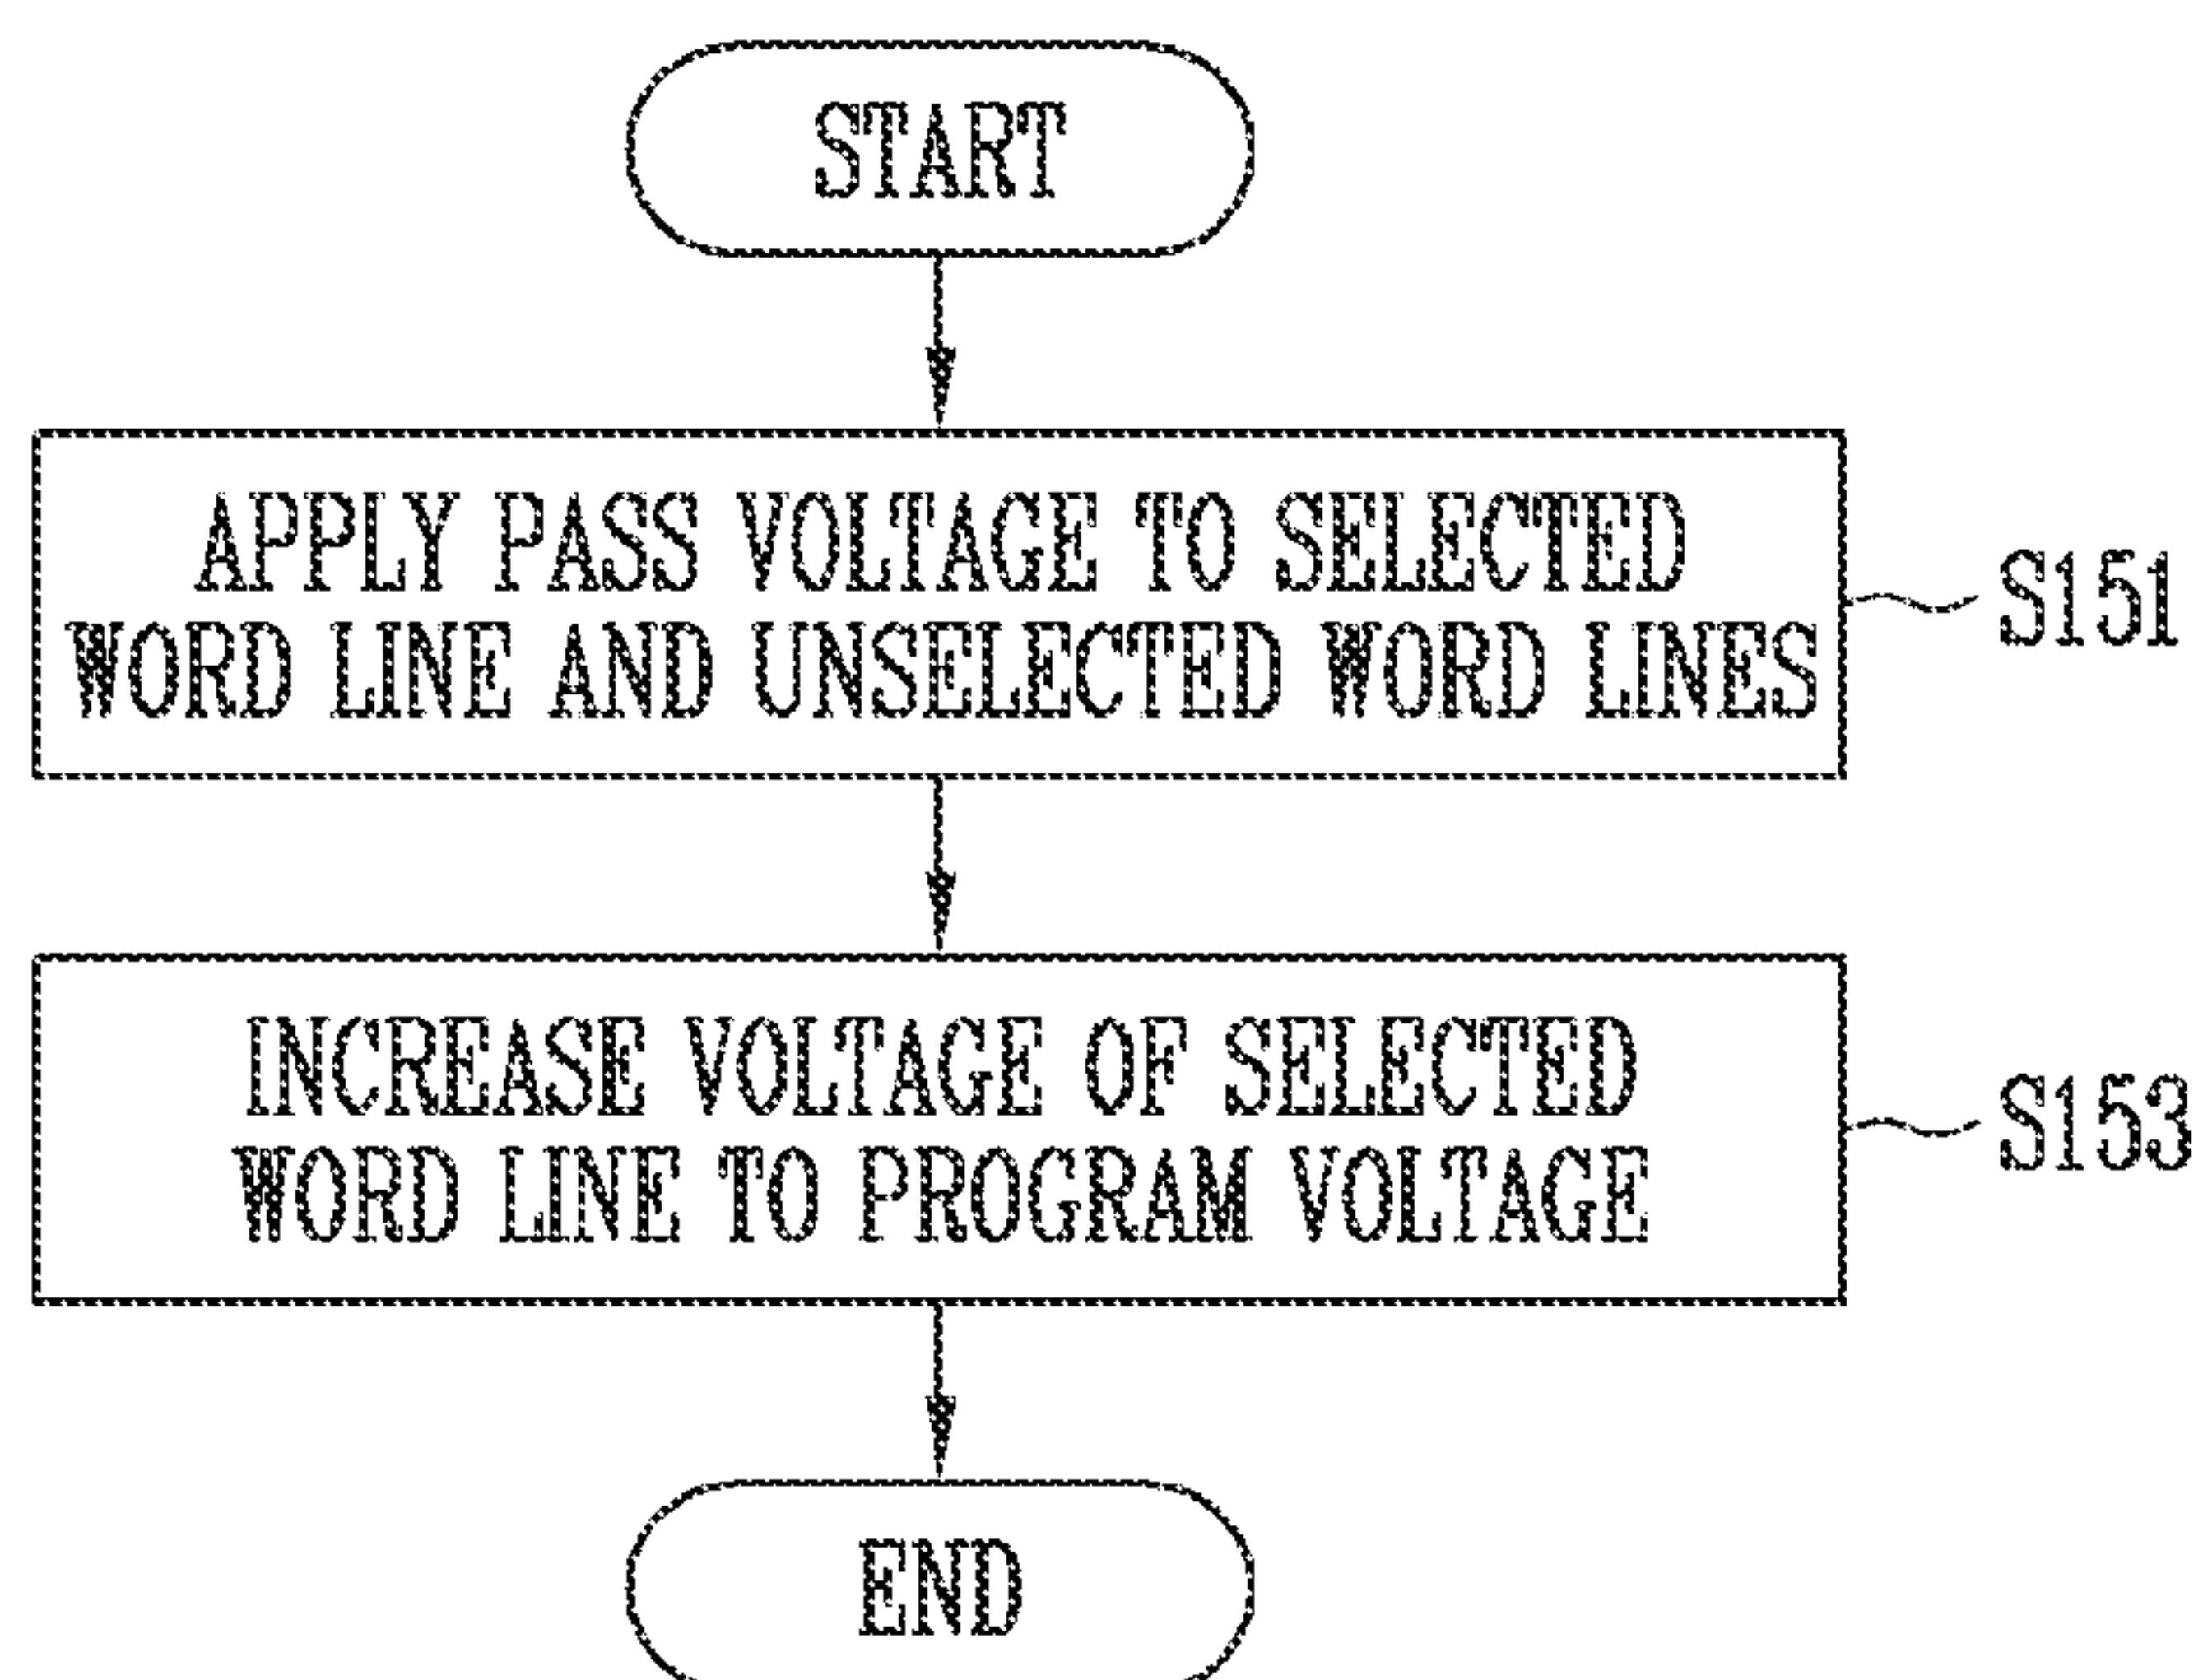 START
APPLY PASS VOLTAGE TO SELECTED
WORD LINE AND UNSELECTED WORD LINES
S151
INCREASE VOLTAGE OF SELECTED
WORD LINE TO PROGRAM VOLTAGE
S153
END